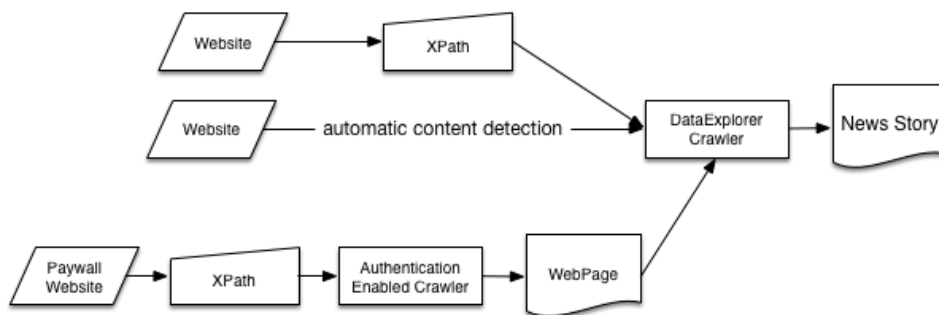 Website
XPath
Website
automatic content detection
DataExplorer
Crawler
News Story
Paywall
Website
XPath
Authentication
Enabled Crawler
WebPage